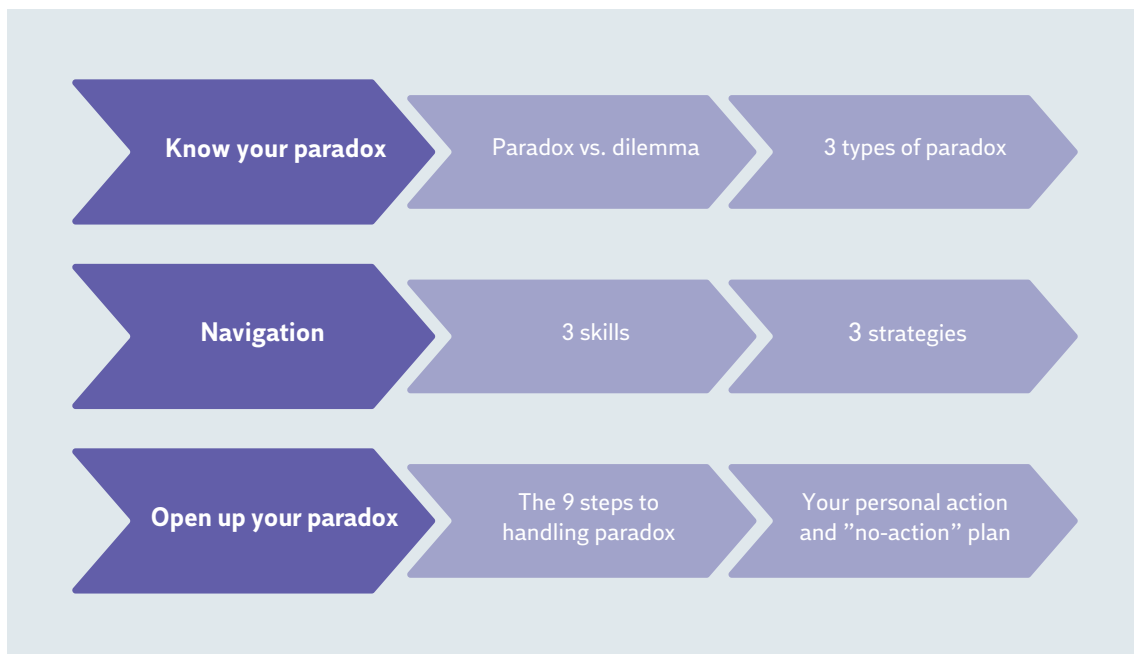 Know your paradox
Paradox vs. dilemma
3 types of paradox
Navigation
3 skills
3 strategies
Open up your paradox
The 9 steps to
handling paradox
Your personal action
and ”no-action” plan